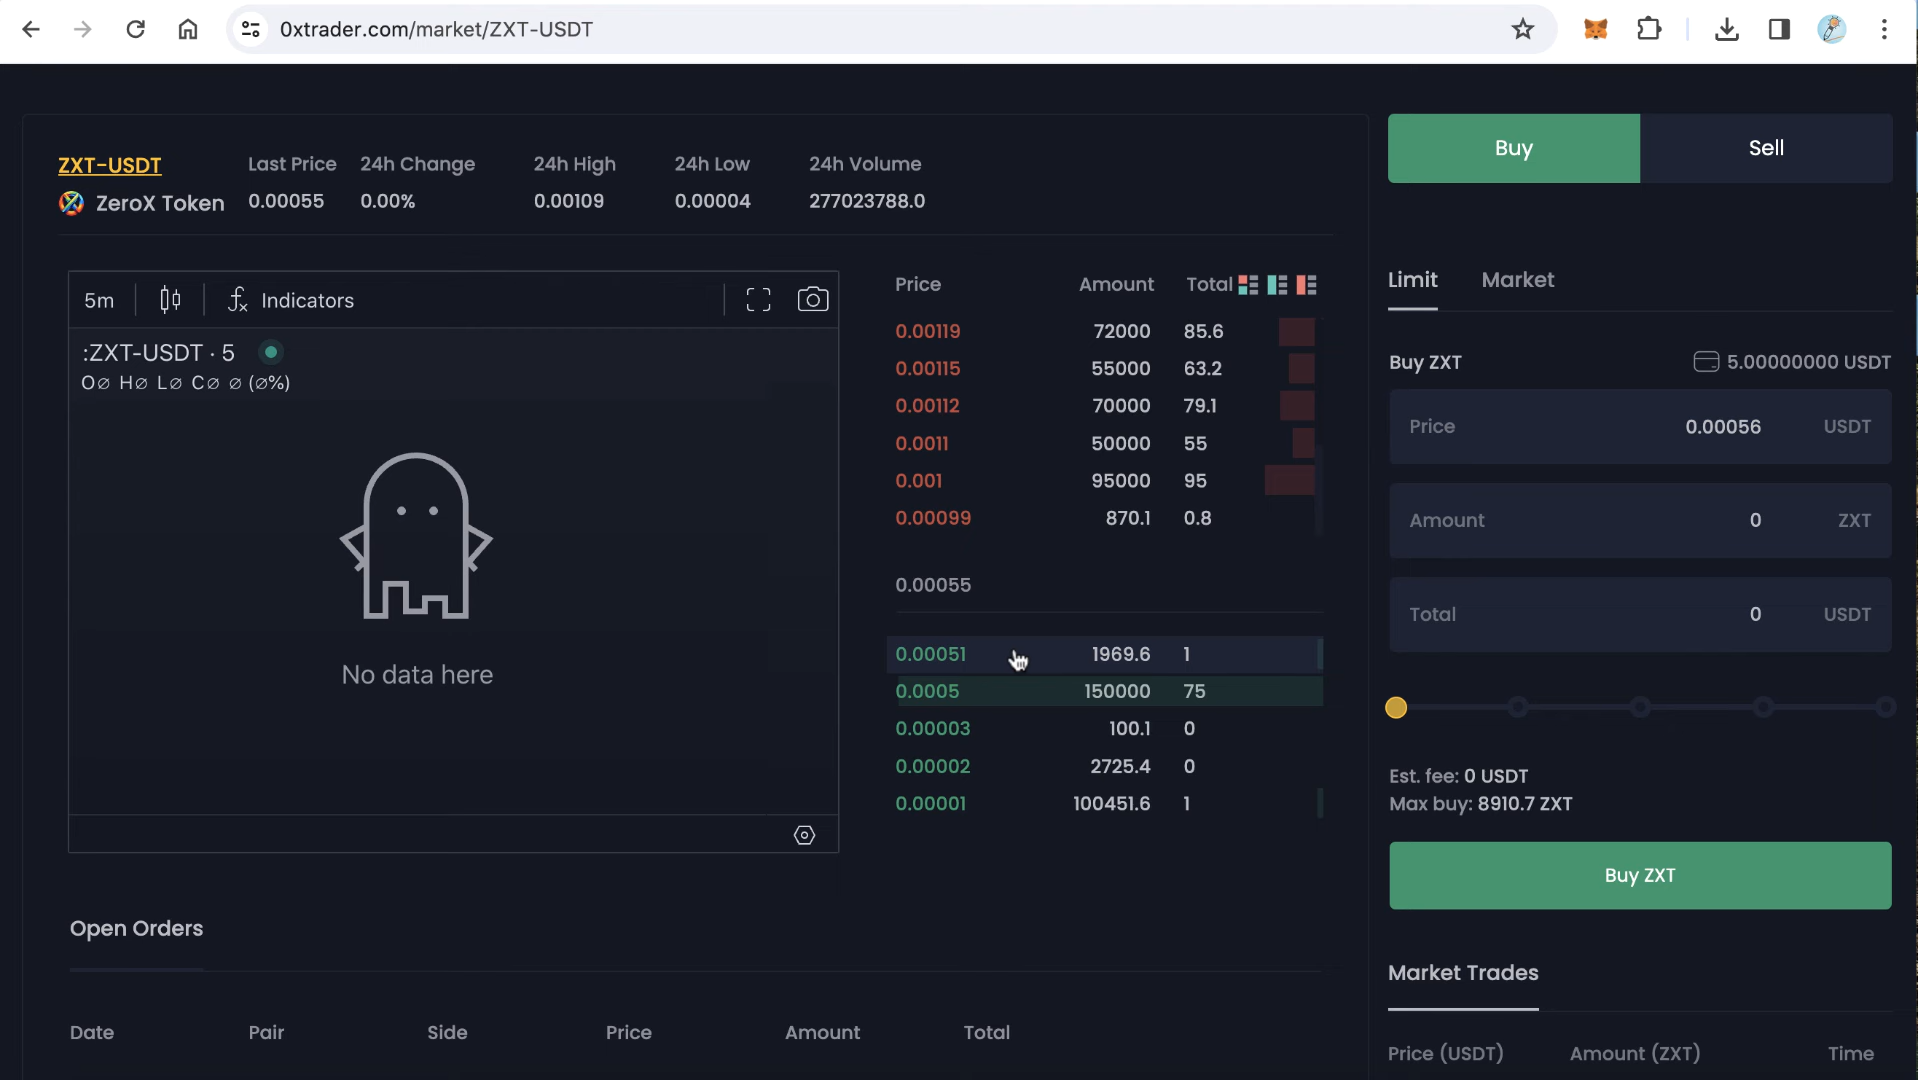 0xtrader.com/market/ZXT-USDT
ZXT-USDT
ZeroX Token
Last Price
0.00055
24h Change
0.00%
24h High
0.00109
24h Low
0.00004
24h Volume
277023788.0
5m
fx Indicators
:ZXT-USDT · 5
O∅ H∅ L∅ C∅ ∅ (∅%)
No data here
Price Amount Total
0.00119 72000 85.6
0.00115 55000 63.2
0.00112 70000 79.1
0.0011 50000 55
0.001 95000 95
0.00099 870.1 0.8
0.00055
0.00051 1969.6 1
0.0005 150000 75
0.00003 100.1 0
0.00002 2725.4 0
0.00001 100451.6 1
Buy Sell
Limit Market
Buy ZXT 5.00000000 USDT
Price 0.00056 USDT
Amount 0 ZXT
Total 0 USDT
Est. fee: 0 USDT
Max buy: 8910.7 ZXT
Buy ZXT
Market Trades
Price (USDT) Amount (ZXT) Time
Open Orders
Date Pair Side Price Amount Total